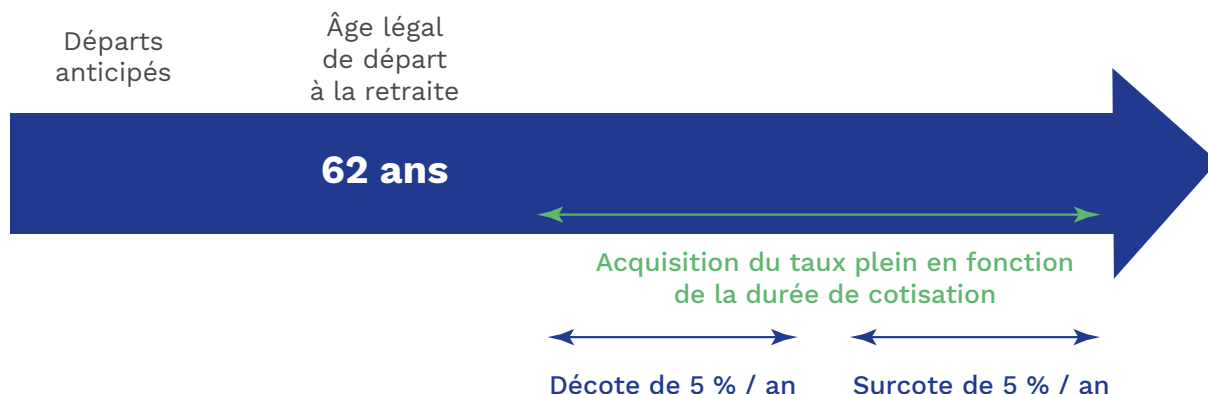 Départs
anticipés
Âge légal
de départ
à la retraite
62 ans
Acquisition du taux plein en fonction
de la durée de cotisation
Décote de 5 % / an
Surcote de 5 % / an